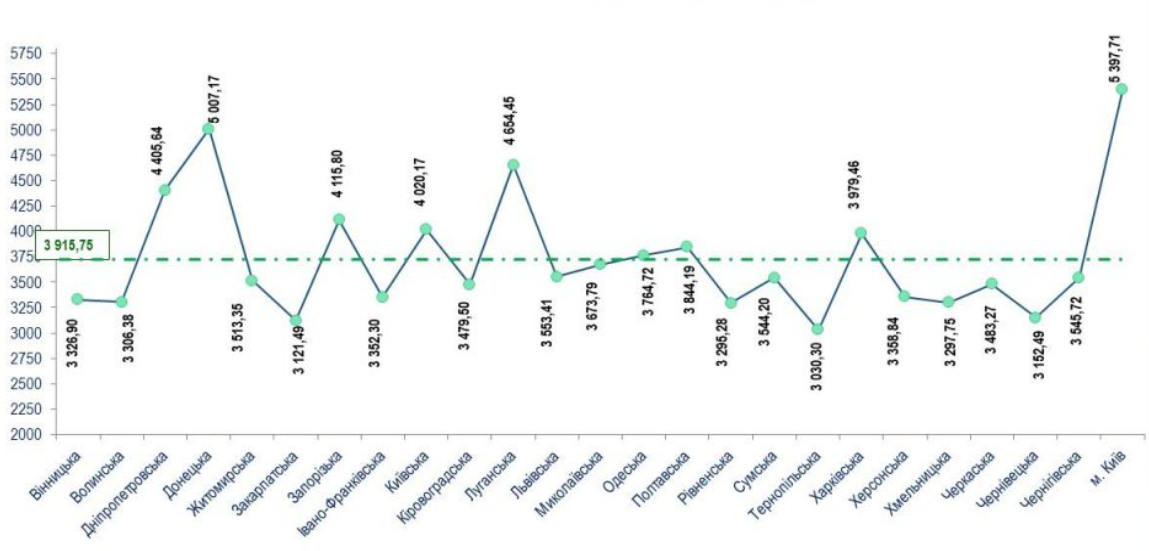 5750
5500
5250
5000
4750
4500
4250
4000
3750
3500
3250
3000
2750
2500
2250
2000
3 915,75
3 326,90
3 306,38
4 405,64
5 007,17
3 513,35
3 121,49
4 115,80
3 352,30
4 020,17
3 479,50
4 654,45
3 553,41
3 673,79
3 764,72
3 844,19
3 295,28
3 544,20
3 030,30
3 979,46
3 358,84
3 297,75
3 483,27
3 152,49
3 545,72
5 397,71
Вінницька
Волинська
Дніпропетровська
Донецька
Житомирська
Закарпатська
Запорізька
Івано-Франківська
Київська
Кіровоградська
Луганська
Львівська
Миколаївська
Одеська
Полтавська
Рівненська
Сумська
Тернопільська
Харківська
Херсонська
Хмельницька
Черкаська
Чернівецька
Чернігівська
м. Київ